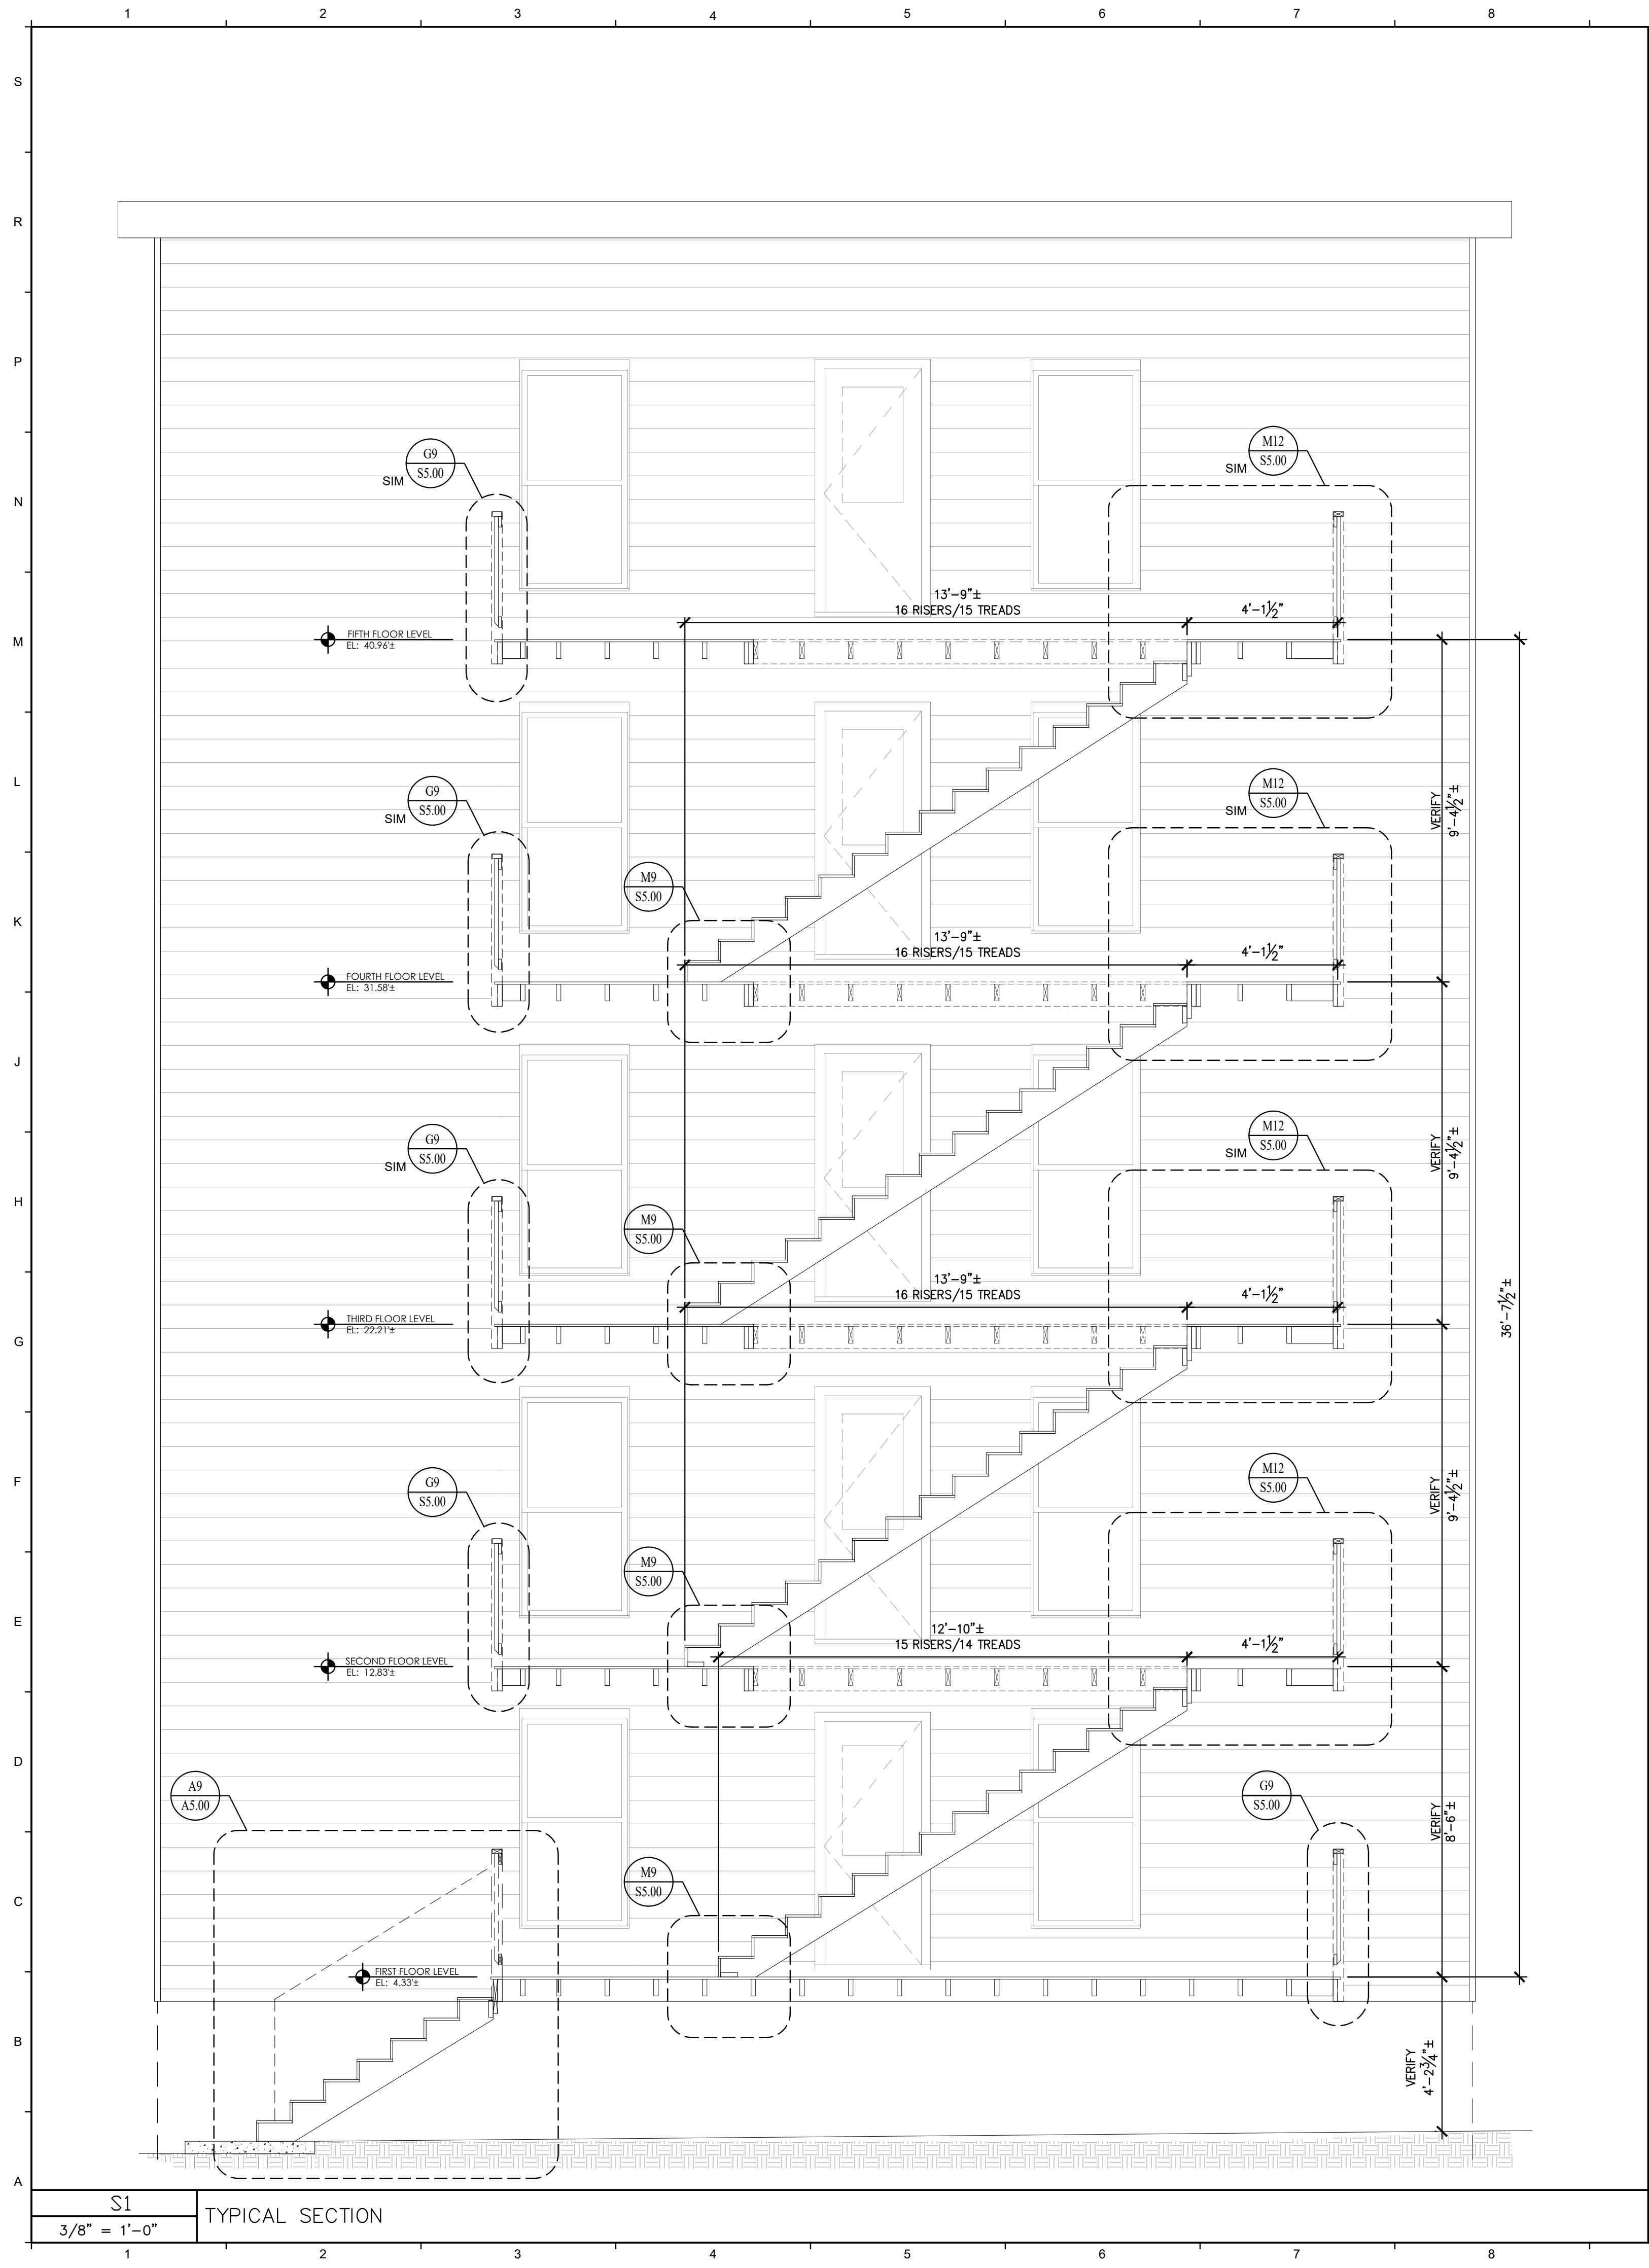 1 2 3 4 5 6 7 8
S
R
P
G9
S5.00
SIM
M12
S5.00
SIM
N
13'-9"±
16 RISERS/15 TREADS
4'-1½"
M
FIFTH FLOOR LEVEL
EL: 40.96'±
G9
S5.00
SIM
M12
S5.00
SIM
L
VERIFY
9'-4½"±
M9
S5.00
K
13'-9"±
16 RISERS/15 TREADS
4'-1½"
FOURTH FLOOR LEVEL
EL: 31.58'±
J
G9
S5.00
SIM
M12
S5.00
SIM
VERIFY
9'-4½"±
H
M9
S5.00
13'-9"±
16 RISERS/15 TREADS
4'-1½"
36'-7½"±
THIRD FLOOR LEVEL
EL: 22.21'±
G
G9
S5.00
M12
S5.00
F
VERIFY
9'-4½"±
M9
S5.00
E
12'-10"±
15 RISERS/14 TREADS
4'-1½"
SECOND FLOOR LEVEL
EL: 12.83'±
D
A9
A5.00
G9
S5.00
VERIFY
8'-6"±
M9
S5.00
C
FIRST FLOOR LEVEL
EL: 4.33'±
B
VERIFY
4'-2¾"±
A
S1
3/8" = 1'-0"
TYPICAL SECTION
1 2 3 4 5 6 7 8